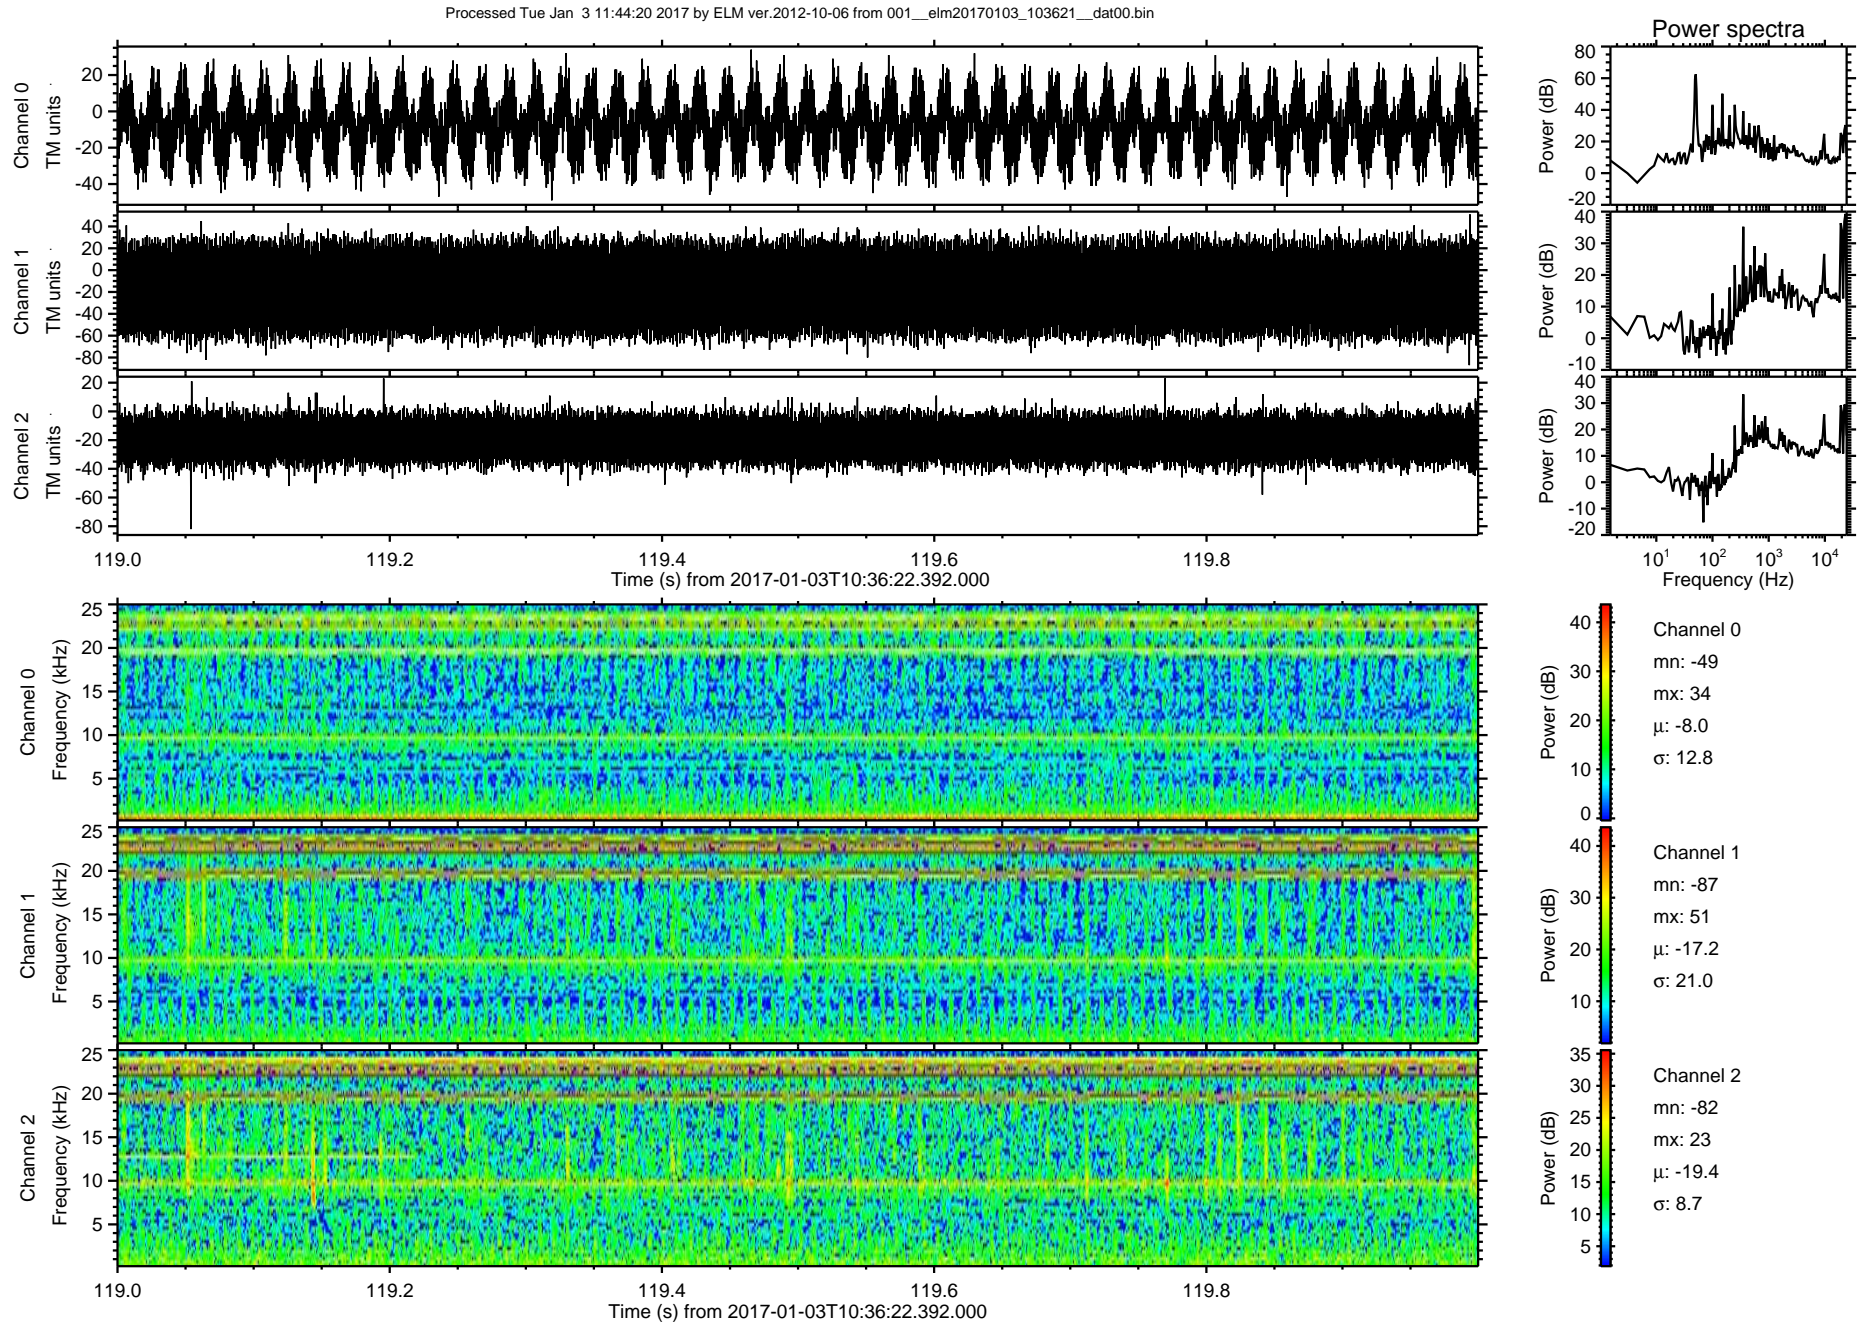 Processed Tue Jan  3 11:44:20 2017 by ELM ver.2012-10-06 from 001__elm20170103_103621__dat00.bin
Power spectra
Channel 0
TM units
20
0
-20
-40
Power (dB)
80
60
40
20
0
-20
Channel 1
TM units
40
20
0
-20
-40
-60
-80
Power (dB)
40
30
20
10
0
-10
Channel 2
TM units
20
0
-20
-40
-60
-80
Power (dB)
40
30
20
10
0
-10
-20
119.0 119.2 119.4 119.6 119.8
Time (s) from 2017-01-03T10:36:22.392.000
10¹ 10² 10³ 10⁴
Frequency (Hz)
Channel 0
Frequency (kHz)
25
20
15
10
5
Power (dB)
40
30
20
10
0
Channel 0
mn: -49
mx: 34
μ: -8.0
σ: 12.8
Channel 1
Frequency (kHz)
25
20
15
10
5
Power (dB)
40
30
20
10
Channel 1
mn: -87
mx: 51
μ: -17.2
σ: 21.0
Channel 2
Frequency (kHz)
25
20
15
10
5
Power (dB)
35
30
25
20
15
10
5
Channel 2
mn: -82
mx: 23
μ: -19.4
σ: 8.7
119.0 119.2 119.4 119.6 119.8
Time (s) from 2017-01-03T10:36:22.392.000